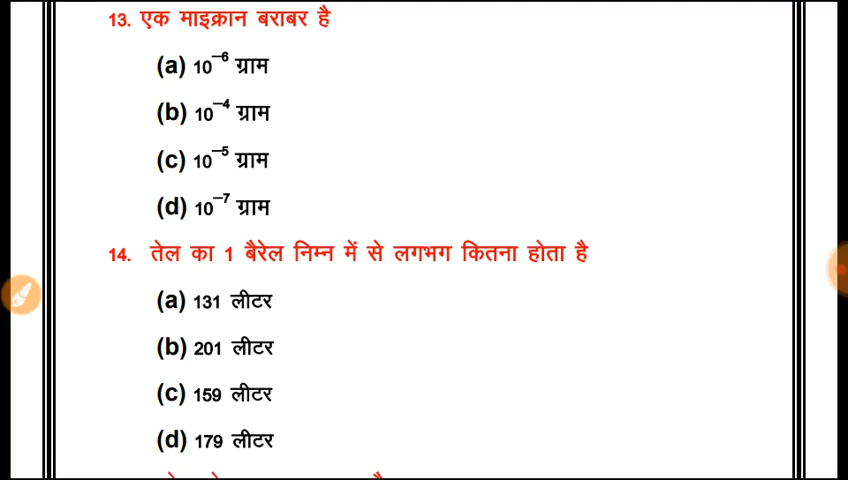 13. एक माइक्रान बराबर है
(a) 10⁻⁶ ग्राम
(b) 10⁻⁴ ग्राम
(c) 10⁻⁵ ग्राम
(d) 10⁻⁷ ग्राम
14. तेल का 1 बैरेल निम्न में से लगभग कितना होता है
(a) 131 लीटर
(b) 201 लीटर
(c) 159 लीटर
(d) 179 लीटर